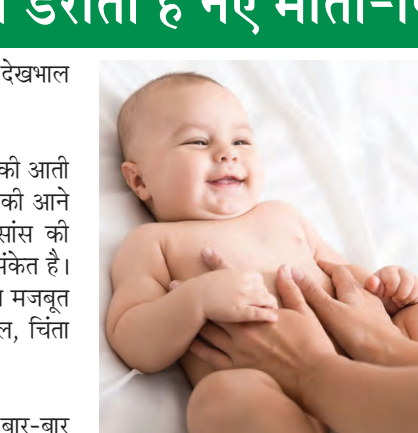 डराता है नए माता-
देखभाल
की आती
की आने
सांस की
संकेत है।
मजबूत
चिंता
बार-बार